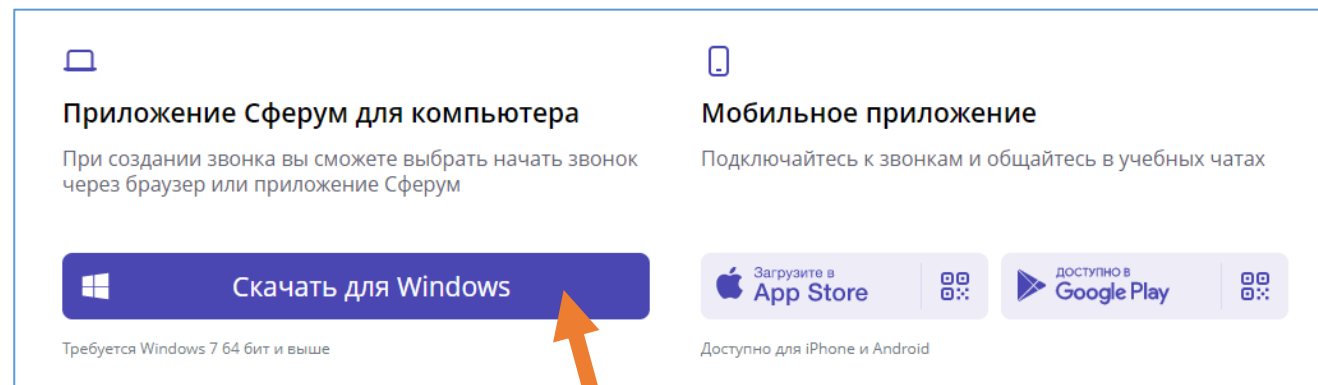 Приложение Сферум для компьютера
При создании звонка вы сможете выбрать начать звонок
через браузер или приложение Сферум
Скачать для Windows
Требуется Windows 7 64 бит и выше
Мобильное приложение
Подключайтесь к звонкам и общайтесь в учебных чатах
Загрузите в
App Store
ДОСТУПНО В
Google Play
Доступно для iPhone и Android